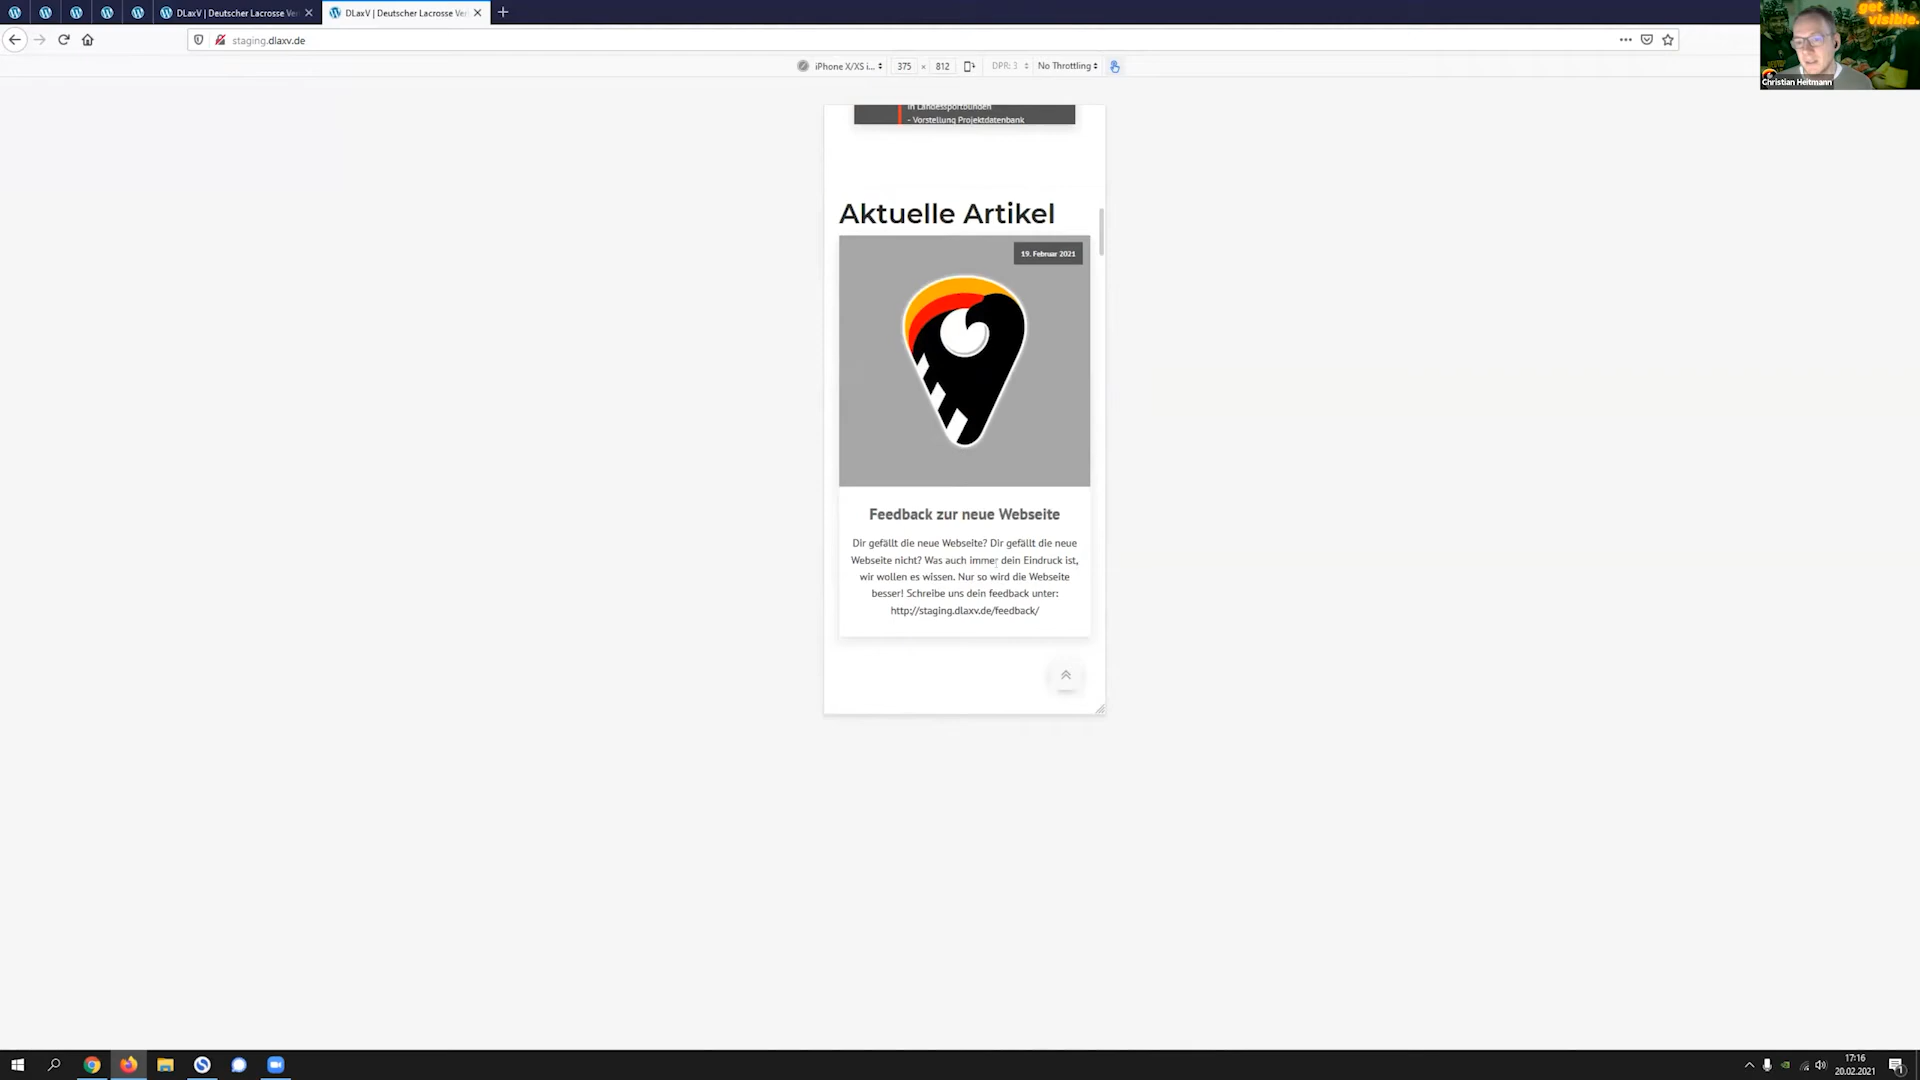 DLaxV | Deutscher Lacrosse Ve
DLaxV | Deutscher Lacrosse Ve
staging.dlaxv.de
iPhone X/XS i...
375 × 812
DPR: 3
No Throttling
get
visible.
Christian Heitmann
in Landessportbünden
- Vorstellung Projektdatenbank
Aktuelle Artikel
19. Februar 2021
Feedback zur neue Webseite
Dir gefällt die neue Webseite? Dir gefällt die neue
Webseite nicht? Was auch immer dein Eindruck ist,
wir wollen es wissen. Nur so wird die Webseite
besser! Schreibe uns dein feedback unter:
http://staging.dlaxv.de/feedback/
17:16
20.02.2021